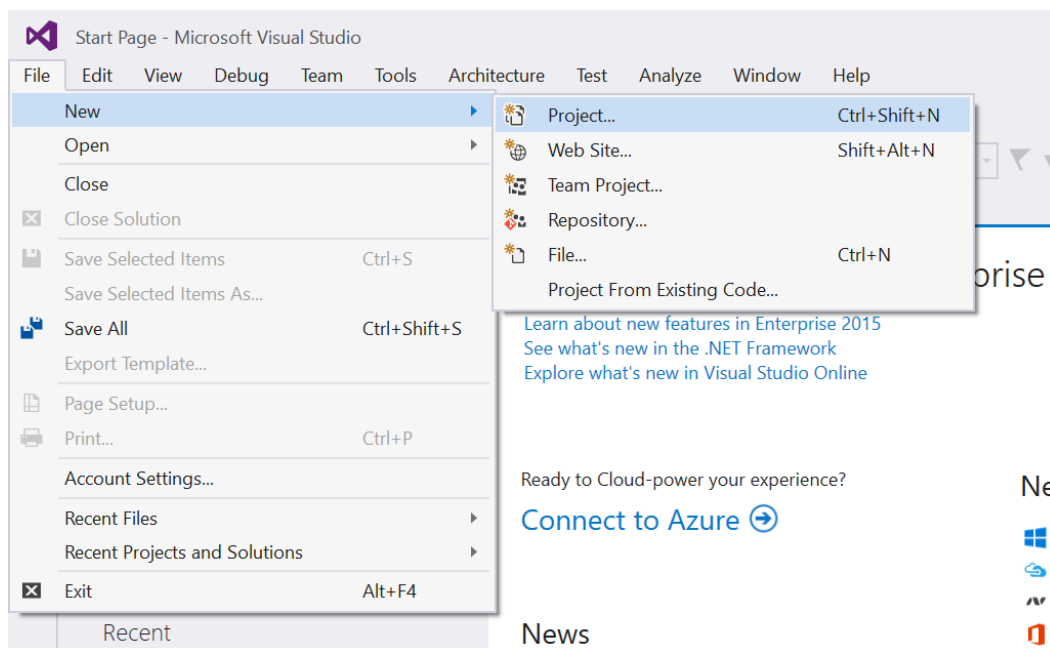 Start Page - Microsoft Visual Studio
File Edit View Debug Team Tools Architecture Test Analyze Window Help
New
Open
Close
Close Solution
Save Selected Items Ctrl+S
Save Selected Items As...
Save All Ctrl+Shift+S
Export Template...
Page Setup...
Print... Ctrl+P
Account Settings...
Recent Files
Recent Projects and Solutions
Exit Alt+F4
Recent
Project... Ctrl+Shift+N
Web Site... Shift+Alt+N
Team Project...
Repository...
File... Ctrl+N
Project From Existing Code...
Learn about new features in Enterprise 2015
See what's new in the .NET Framework
Explore what's new in Visual Studio Online
Ready to Cloud-power your experience?
Connect to Azure
News